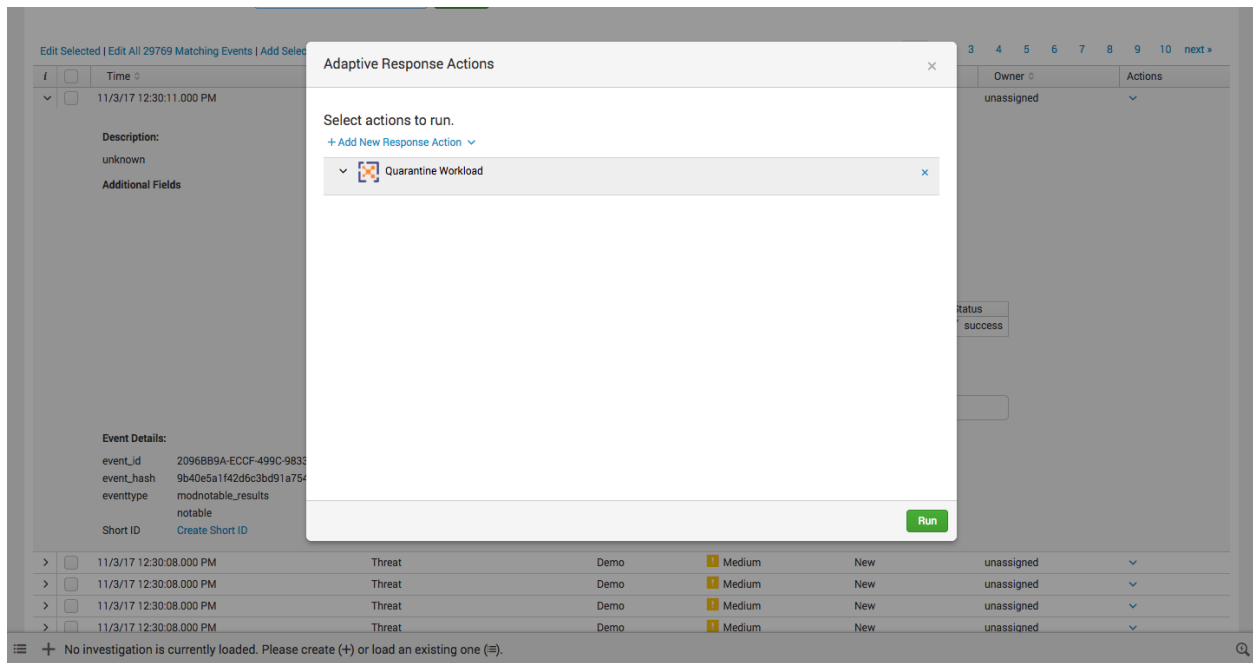 Edit Selected | Edit All 29769 Matching Events | Add Selec
3 4 5 6 7 8 9 10 next »
i Time Owner Actions
11/3/17 12:30:11.000 PM unassigned
Adaptive Response Actions
Select actions to run.
+ Add New Response Action
Quarantine Workload
Run
Description:
unknown
Additional Fields
Status
success
Event Details:
event_id 2096BB9A-ECCF-499C-9833
event_hash 9b40e5a1f42d6c3bd91a754
eventtype modnotable_results
notable
Short ID Create Short ID
11/3/17 12:30:08.000 PM Threat Demo Medium New unassigned
11/3/17 12:30:08.000 PM Threat Demo Medium New unassigned
11/3/17 12:30:08.000 PM Threat Demo Medium New unassigned
11/3/17 12:30:08.000 PM Threat Demo Medium New unassigned
No investigation is currently loaded. Please create (+) or load an existing one (≡).